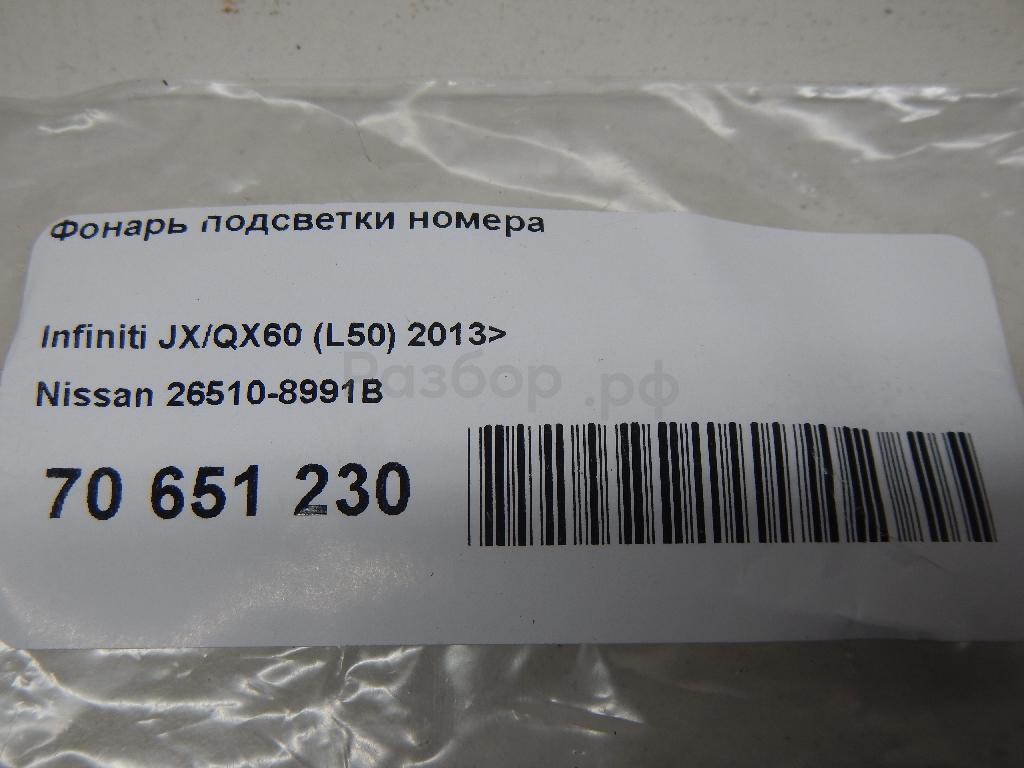 Фонарь подсветки номера
Infiniti JX/QX60 (L50) 2013>
Разбор.рф
Nissan 26510-8991B
70 651 230